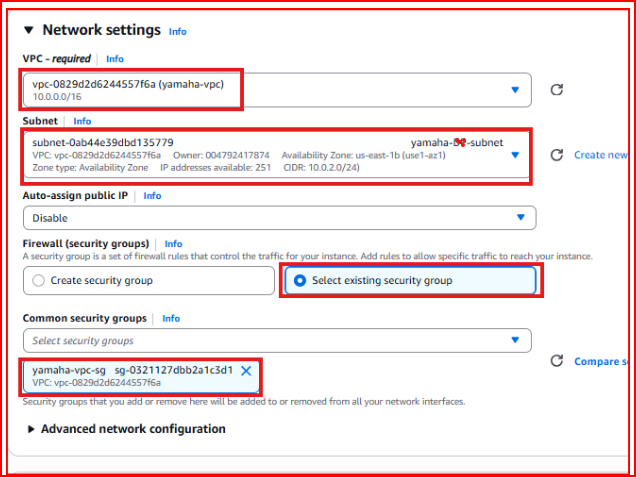 Network settings Info
VPC - required Info
vpc-0829d2d6244557f6a (yamaha-vpc)
10.0.0.0/16
Subnet Info
subnet-0ab44e39dbd135779 yamaha- -subnet
VPC: vpc-0829d2d6244557f6a Owner: 004792417874 Availability Zone: us-east-1b (use1-az1)
Zone type: Availability Zone IP addresses available: 251 CIDR: 10.0.2.0/24)
Create new
Auto-assign public IP Info
Disable
Firewall (security groups) Info
A security group is a set of firewall rules that control the traffic for your instance. Add rules to allow specific traffic to reach your instance.
Create security group
Select existing security group
Common security groups Info
Select security groups
yamaha-vpc-sg sg-0321127dbb2a1c3d1
VPC: vpc-0829d2d6244557f6a
Compare se
Security groups that you add or remove here will be added to or removed from all your network interfaces.
Advanced network configuration